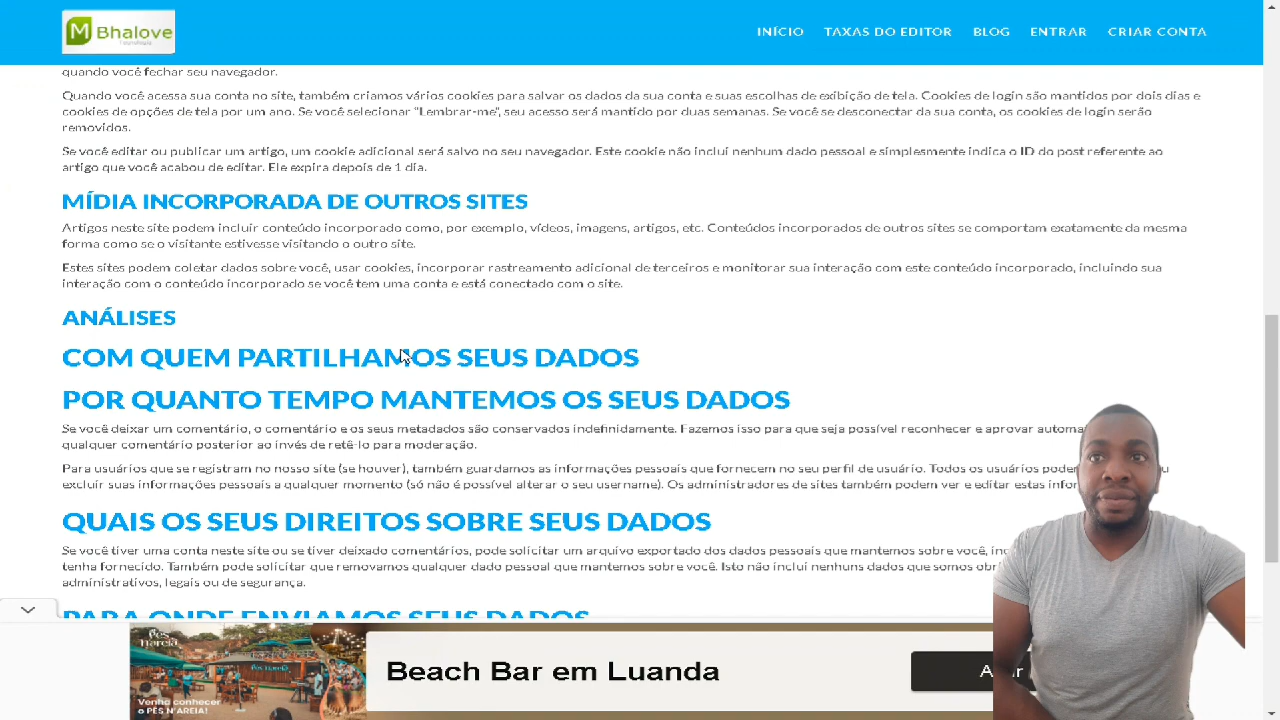 M Bhalove
Tecnologia
INÍCIO TAXAS DO EDITOR BLOG ENTRAR CRIAR CONTA
quando você fechar seu navegador.
Quando você acessa sua conta no site, também criamos vários cookies para salvar os dados da sua conta e suas escolhas de exibição de tela. Cookies de login são mantidos por dois dias e
cookies de opções de tela por um ano. Se você selecionar "Lembrar-me", seu acesso será mantido por duas semanas. Se você se desconectar da sua conta, os cookies de login serão
removidos.
Se você editar ou publicar um artigo, um cookie adicional será salvo no seu navegador. Este cookie não inclui nenhum dado pessoal e simplesmente indica o ID do post referente ao
artigo que você acabou de editar. Ele expira depois de 1 dia.
MÍDIA INCORPORADA DE OUTROS SITES
Artigos neste site podem incluir conteúdo incorporado como, por exemplo, vídeos, imagens, artigos, etc. Conteúdos incorporados de outros sites se comportam exatamente da mesma
forma como se o visitante estivesse visitando o outro site.
Estes sites podem coletar dados sobre você, usar cookies, incorporar rastreamento adicional de terceiros e monitorar sua interação com este conteúdo incorporado, incluindo sua
interação com o conteúdo incorporado se você tem uma conta e está conectado com o site.
ANÁLISES
COM QUEM PARTILHAMOS SEUS DADOS
POR QUANTO TEMPO MANTEMOS OS SEUS DADOS
Se você deixar um comentário, o comentário e os seus metadados são conservados indefinidamente. Fazemos isso para que seja possível reconhecer e aprovar
qualquer comentário posterior ao invés de retê-lo para moderação.
Para usuários que se registram no nosso site (se houver), também guardamos as informações pessoais que fornecem no seu perfil de usuário. Todos os usuários
excluir suas informações pessoais a qualquer momento (só não é possível alterar o seu username). Os administradores de sites também podem ver e editar estas
QUAIS OS SEUS DIREITOS SOBRE SEUS DADOS
Se você tiver uma conta neste site ou se tiver deixado comentários, pode solicitar um arquivo exportado dos dados pessoais que mantemos sobre você,
tenha fornecido. Também pode solicitar que removamos qualquer dado pessoal que mantemos sobre você. Isto não inclui nenhuns dados que somos
administrativos, legais ou de segurança.
PARA ONDE ENVIAMOS SEUS DADOS
Pés n'areia
Beach Bar em Luanda
Venha conhecer
o PÉS N'AREIA!